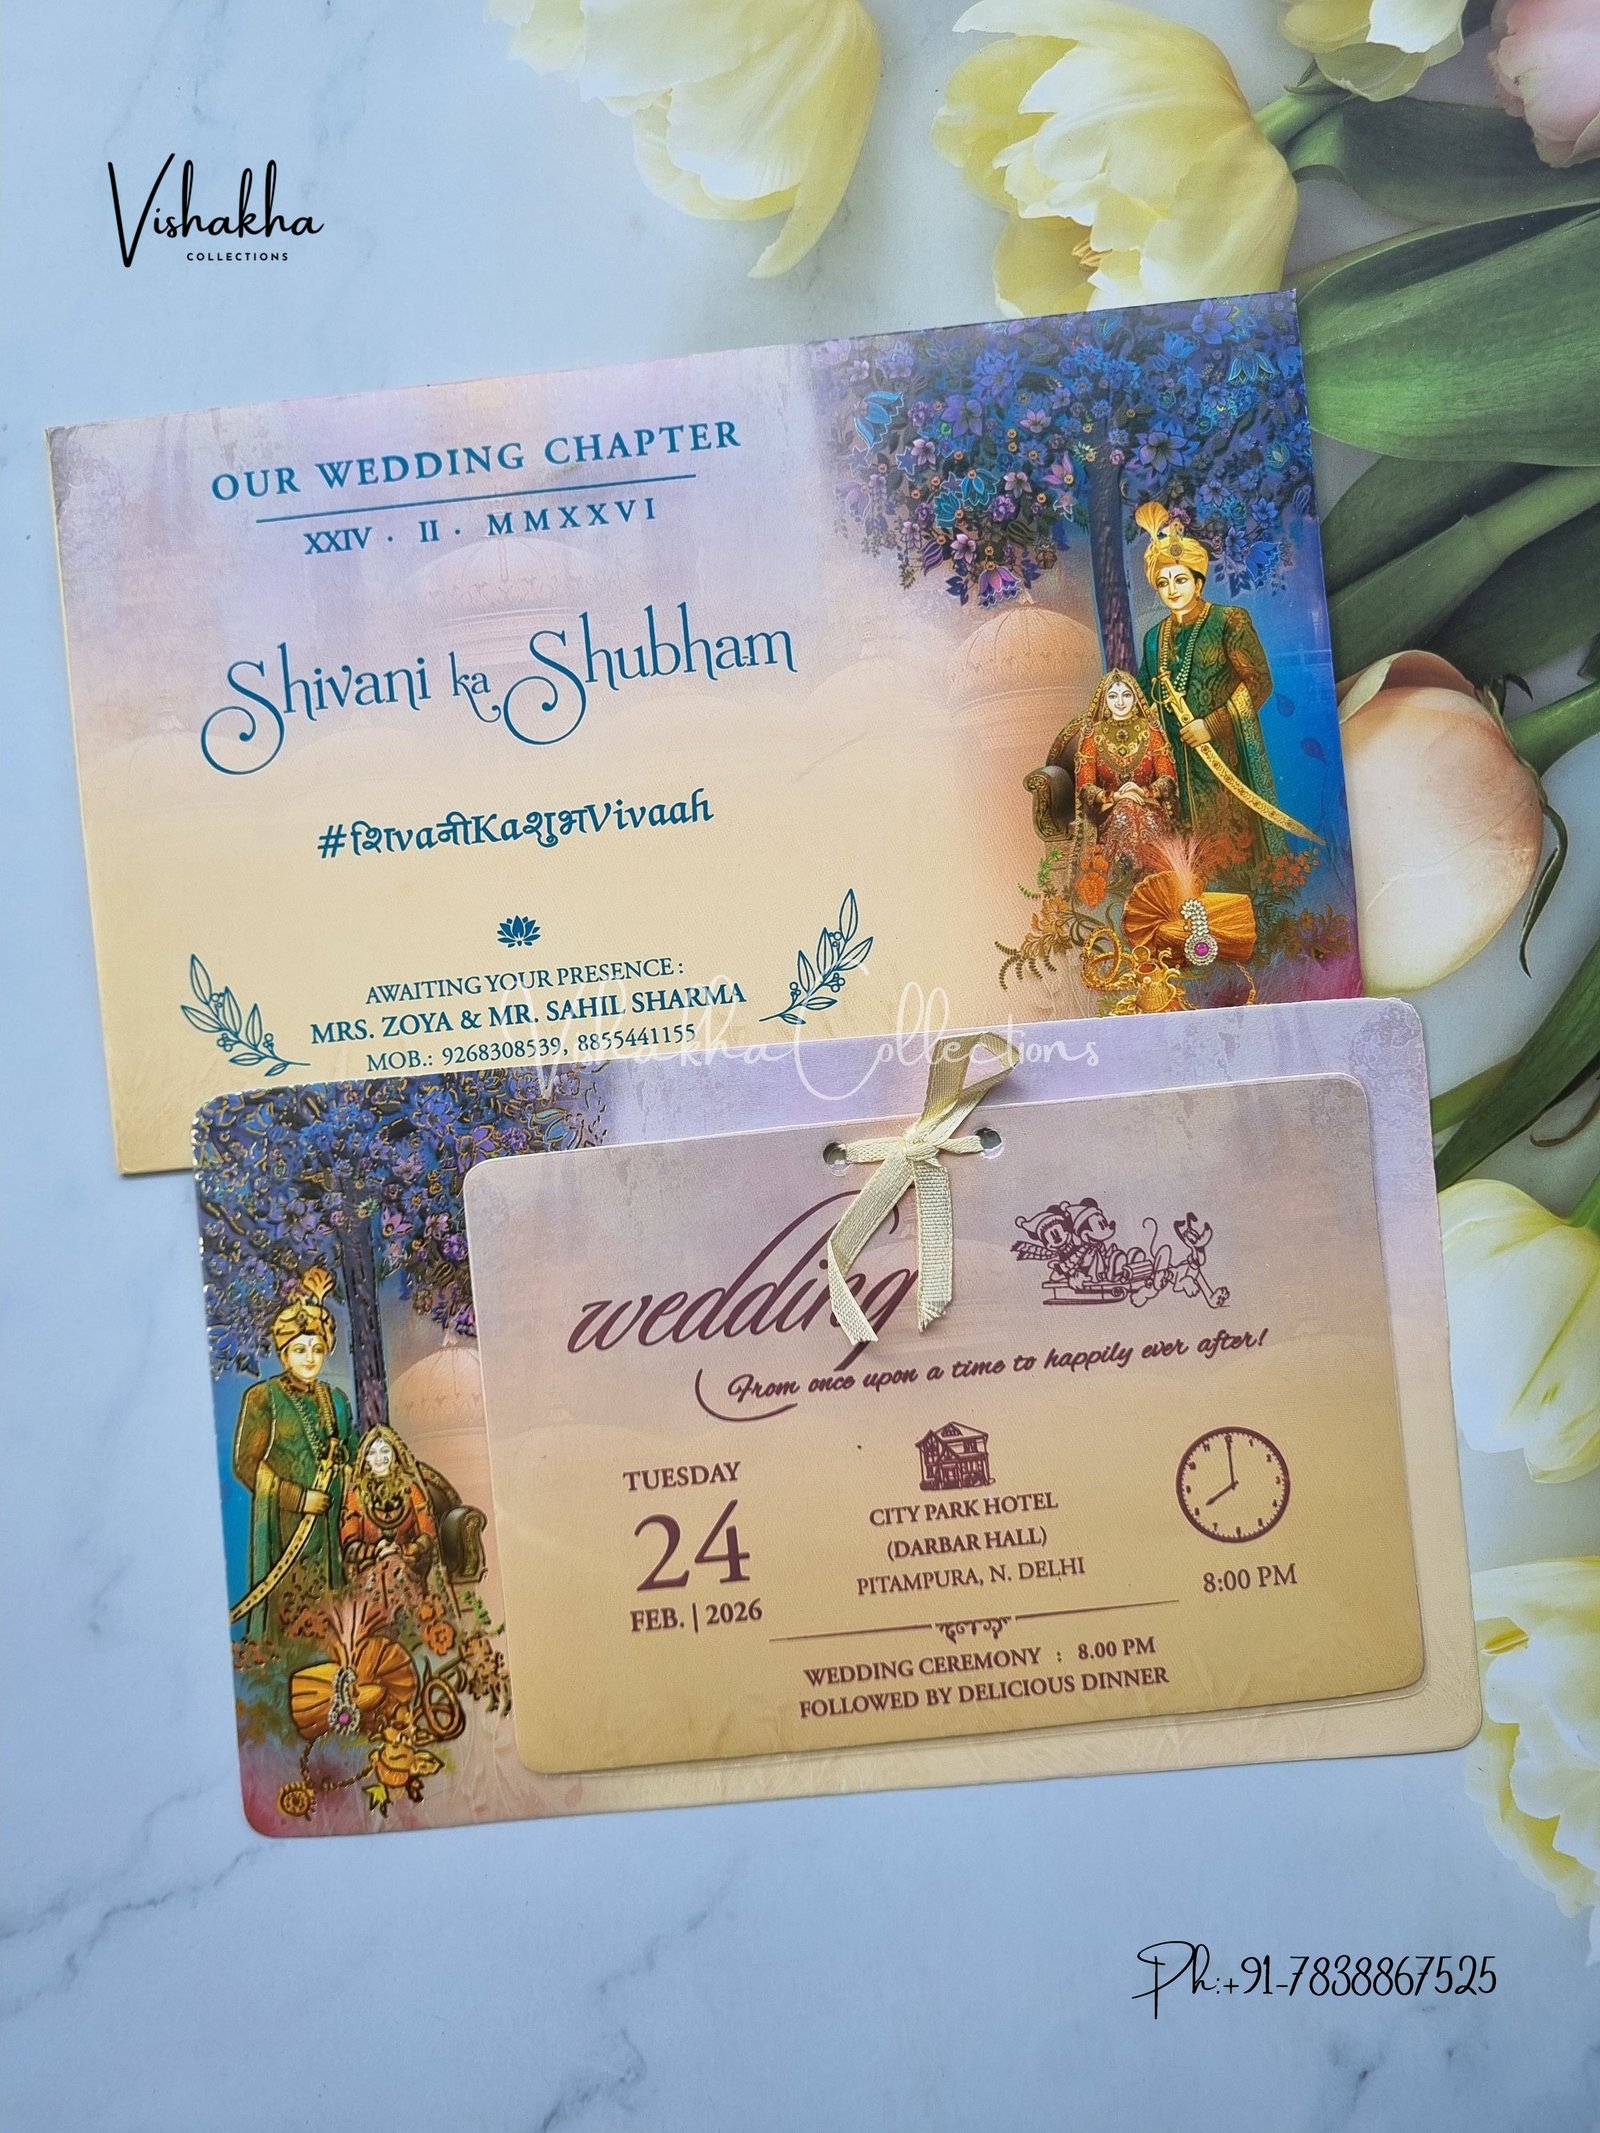 Vishakha
COLLECTIONS
OUR WEDDING CHAPTER
XXIV · II · MMXXVI
Shivani ka Shubham
#शिvaनीKaशुभVivaah
AWAITING YOUR PRESENCE :
MRS. ZOYA & MR. SAHIL SHARMA
MOB.: 9268308539, 8855441155
Vishakha Collections
wedding
From once upon a time to happily ever after!
TUESDAY
24
FEB. | 2026
CITY PARK HOTEL
(DARBAR HALL)
PITAMPURA, N. DELHI
8:00 PM
WEDDING CEREMONY : 8.00 PM
FOLLOWED BY DELICIOUS DINNER
Ph:+91-7838867525